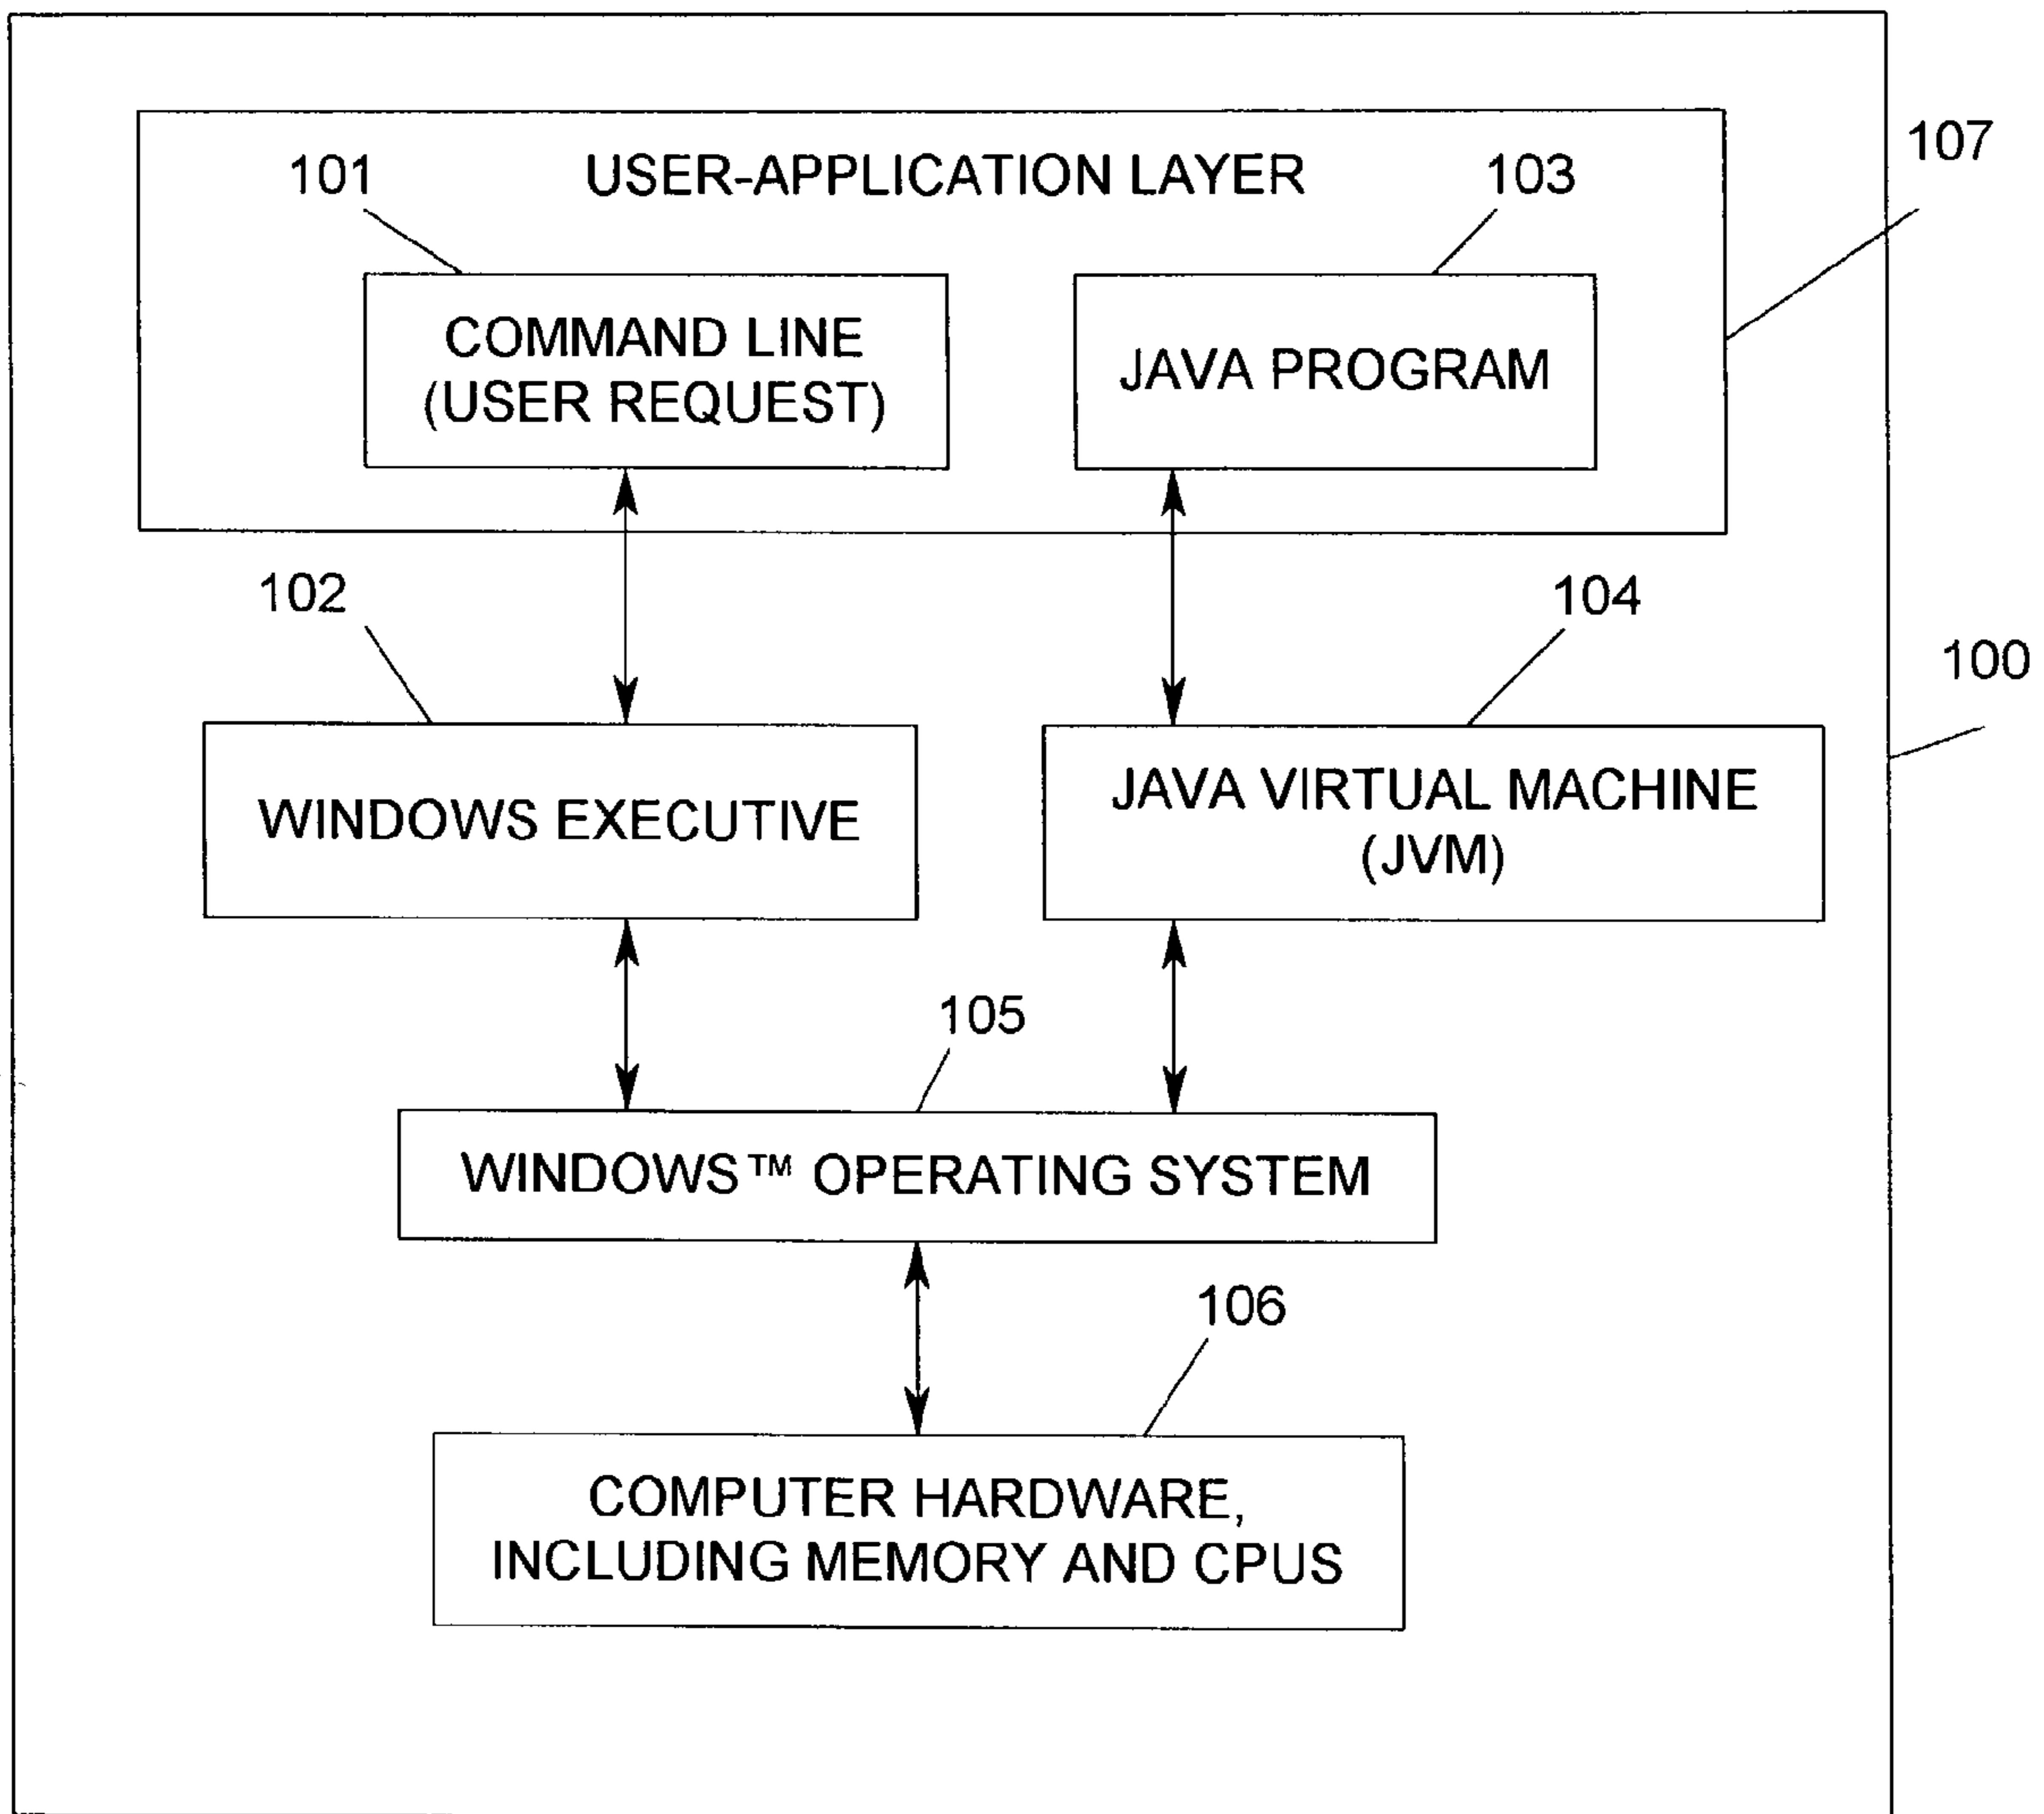 USER-APPLICATION LAYER
101
103
107
COMMAND LINE
(USER REQUEST)
JAVA PROGRAM
102
104
100
WINDOWS EXECUTIVE
JAVA VIRTUAL MACHINE
(JVM)
105
WINDOWS™ OPERATING SYSTEM
106
COMPUTER HARDWARE,
INCLUDING MEMORY AND CPUS